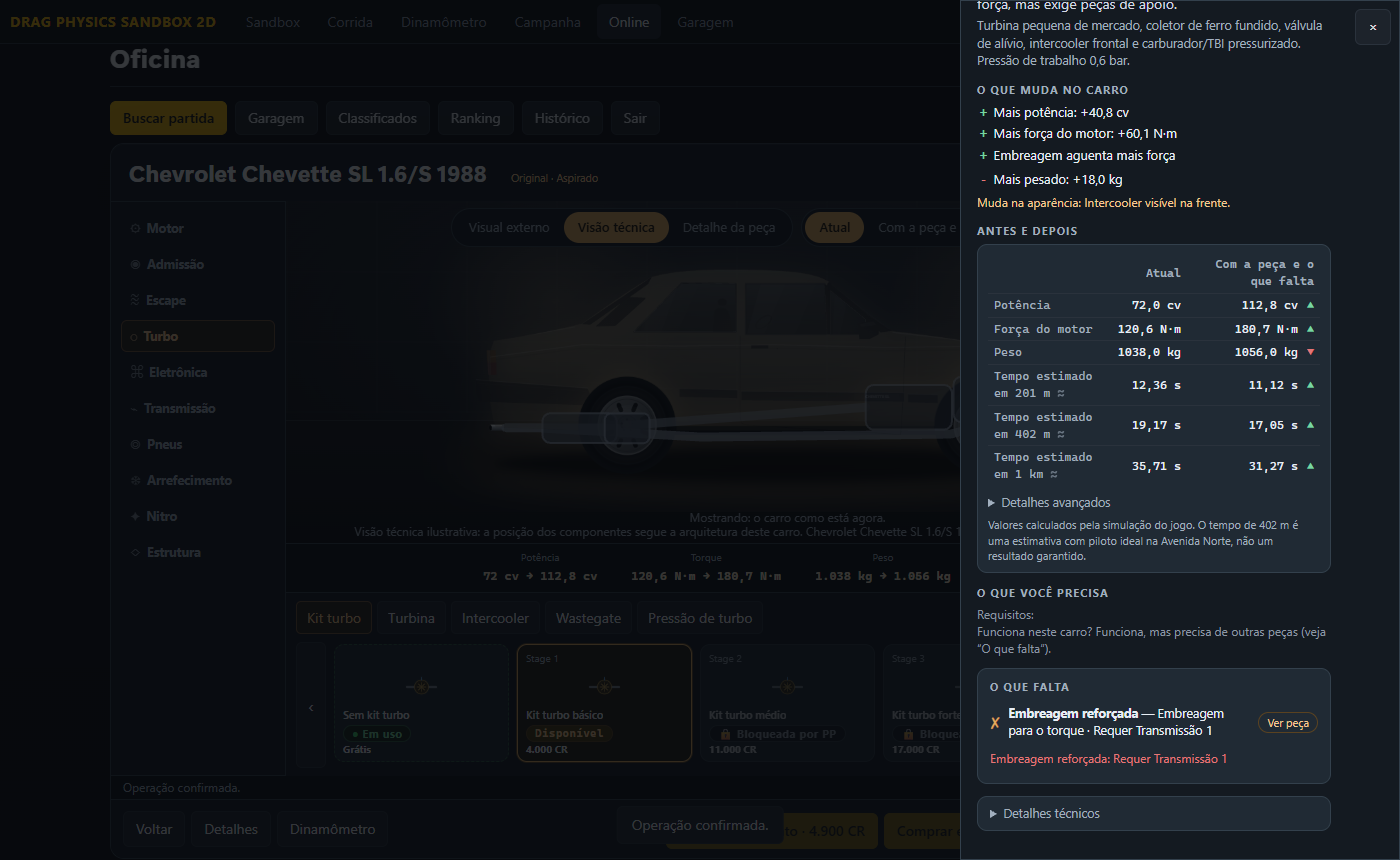 DRAG PHYSICS SANDBOX 2D
Sandbox
Corrida
Dinamômetro
Campanha
Online
Garagem
Oficina
Buscar partida
Garagem
Classificados
Ranking
Histórico
Sair
Chevrolet Chevette SL 1.6/S 1988
Original · Aspirado
Motor
Admissão
Escape
Turbo
Eletrônica
Transmissão
Pneus
Arrefecimento
Nitro
Estrutura
Visual externo
Visão técnica
Detalhe da peça
Atual
Com a peça e
Mostrando: o carro como está agora.
Visão técnica ilustrativa: a posição dos componentes segue a arquitetura deste carro. Chevrolet Chevette SL 1.6/S 1
Potência
Torque
Peso
72 cv → 112,8 cv
120,6 N·m → 180,7 N·m
1.038 kg → 1.056 kg
Kit turbo
Turbina
Intercooler
Wastegate
Pressão de turbo
‹
Sem kit turbo
• Em uso
Grátis
Stage 1
Kit turbo básico
Disponível
4.000 CR
Stage 2
Kit turbo médio
Bloqueada por PP
11.000 CR
Stage 3
Kit turbo forte
Bloque
17.000 CR
Operação confirmada.
Voltar
Detalhes
Dinamômetro
Operação confirmada.
to · 4.900 CR
Comprar e
×
força, mas exige peças de apoio.
Turbina pequena de mercado, coletor de ferro fundido, válvula
de alívio, intercooler frontal e carburador/TBI pressurizado.
Pressão de trabalho 0,6 bar.
O QUE MUDA NO CARRO
+ Mais potência: +40,8 cv
+ Mais força do motor: +60,1 N·m
+ Embreagem aguenta mais força
- Mais pesado: +18,0 kg
Muda na aparência: Intercooler visível na frente.
ANTES E DEPOIS
Atual
Com a peça e o
que falta
Potência 72,0 cv 112,8 cv ▲
Força do motor 120,6 N·m 180,7 N·m ▲
Peso 1038,0 kg 1056,0 kg ▼
Tempo estimado
em 201 m ≈ 12,36 s 11,12 s ▲
Tempo estimado
em 402 m ≈ 19,17 s 17,05 s ▲
Tempo estimado
em 1 km ≈ 35,71 s 31,27 s ▲
▶ Detalhes avançados
Valores calculados pela simulação do jogo. O tempo de 402 m é
uma estimativa com piloto ideal na Avenida Norte, não um
resultado garantido.
O QUE VOCÊ PRECISA
Requisitos:
Funciona neste carro? Funciona, mas precisa de outras peças (veja
“O que falta”).
O QUE FALTA
✗ Embreagem reforçada — Embreagem
para o torque · Requer Transmissão 1
Ver peça
Embreagem reforçada: Requer Transmissão 1
▶ Detalhes técnicos